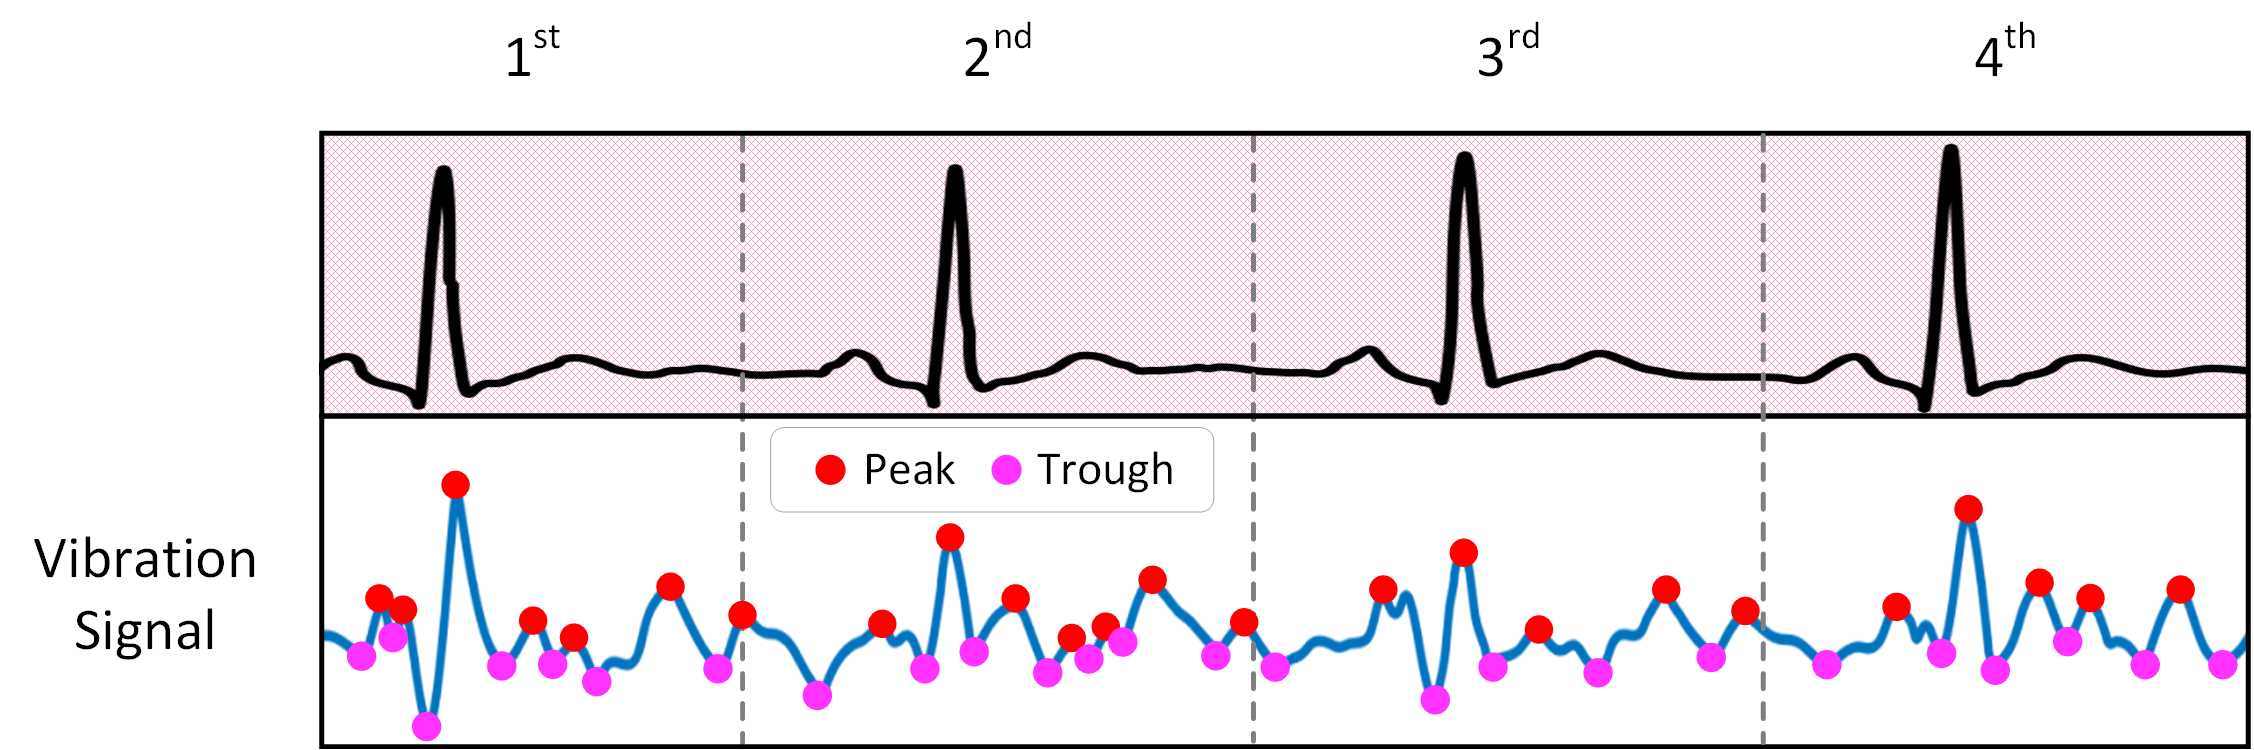 1st
2nd
3rd
4th
Peak
Trough
Vibration
Signal